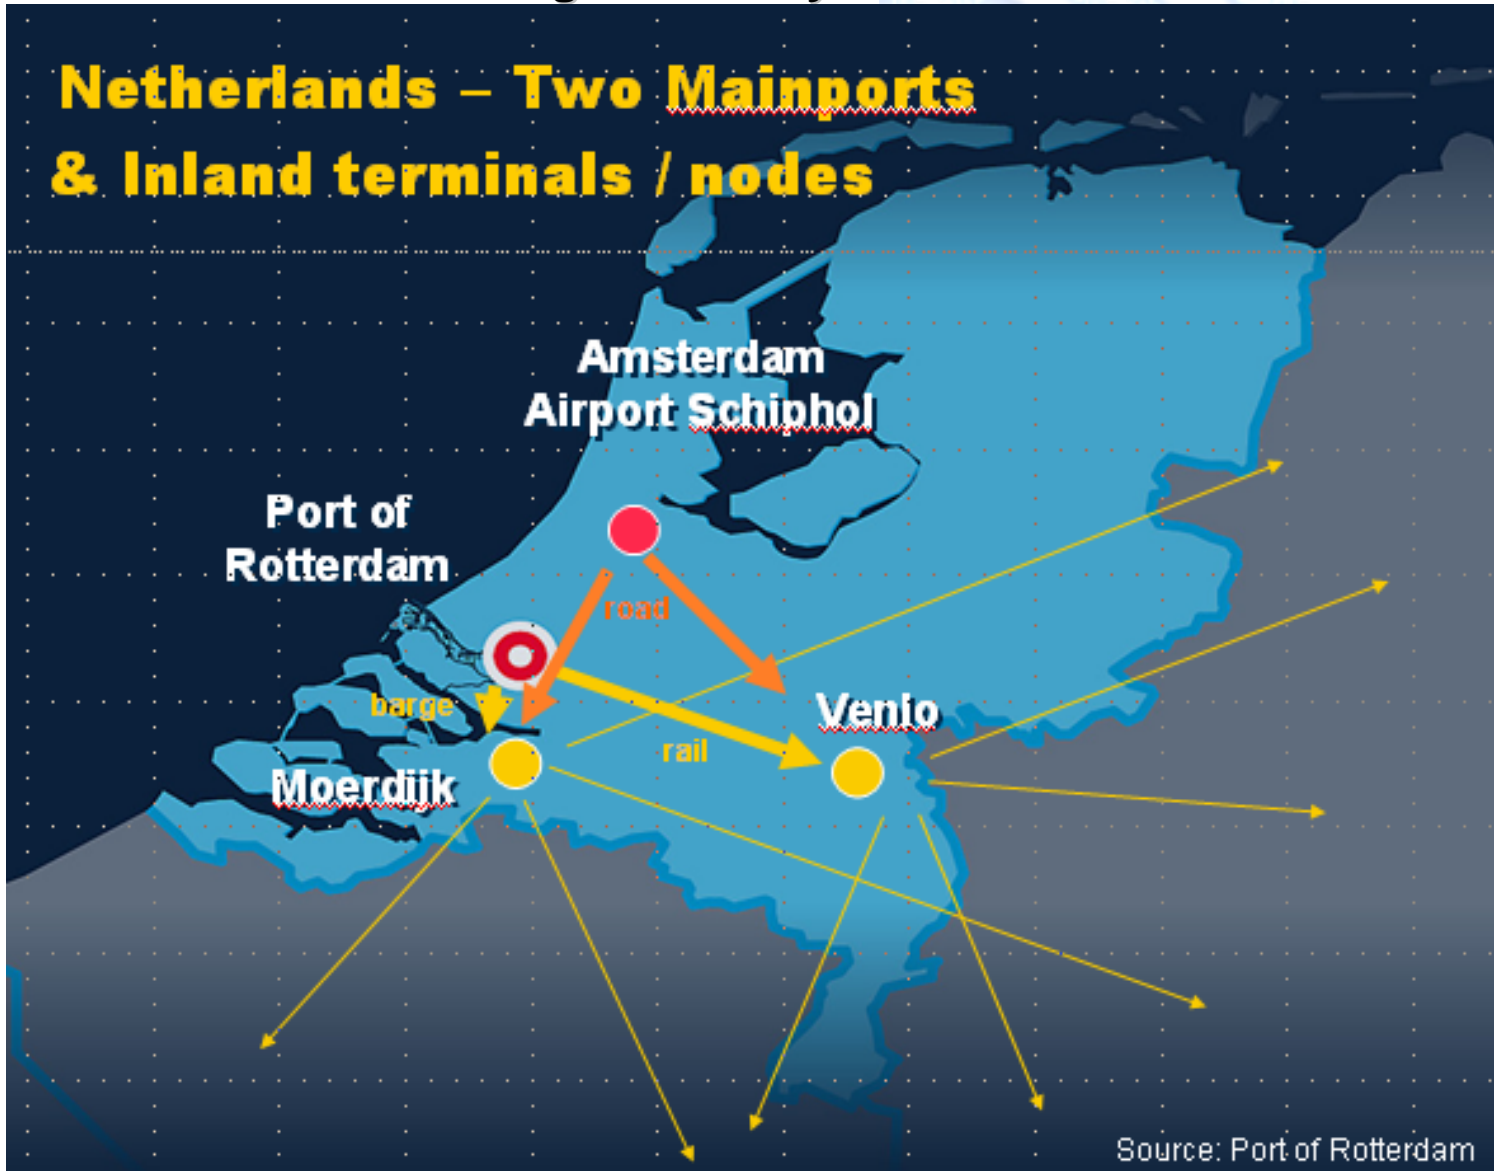 Netherlands – Two Mainports
& Inland terminals / nodes
Amsterdam
Airport Schiphol
Port of
Rotterdam
road
barge
Venlo
rail
Moerdijk
Source: Port of Rotterdam